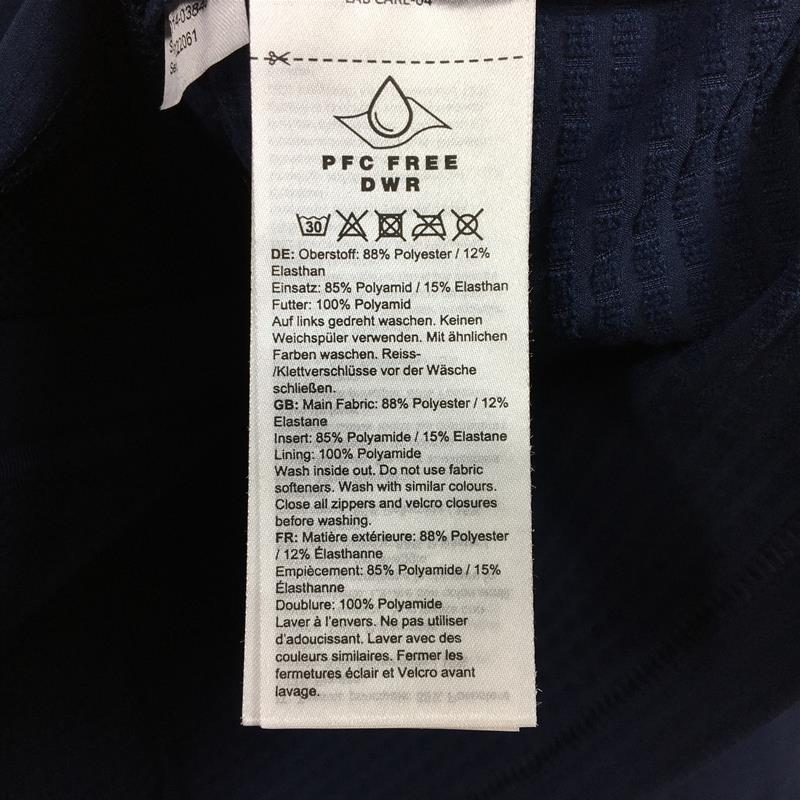 LAB CARE-04
22061
PFC FREE
DWR
30
DE: Oberstoff: 88% Polyester / 12%
Elasthan
Einsatz: 85% Polyamid / 15% Elasthan
Futter: 100% Polyamid
Auf links gedreht waschen. Keinen
Weichspüler verwenden. Mit ähnlichen
Farben waschen. Reiss-
/Klettverschlüsse vor der Wäsche
schließen.
GB: Main Fabric: 88% Polyester / 12%
Elastane
Insert: 85% Polyamide / 15% Elastane
Lining: 100% Polyamide
Wash inside out. Do not use fabric
softeners. Wash with similar colours.
Close all zippers and velcro closures
before washing.
FR: Matière extérieure: 88% Polyester
/ 12% Élasthanne
Empiècement: 85% Polyamide / 15%
Élasthanne
Doublure: 100% Polyamide
Laver à l'envers. Ne pas utiliser
d'adoucissant. Laver avec des
couleurs similaires. Fermer les
fermetures éclair et Velcro avant
lavage.